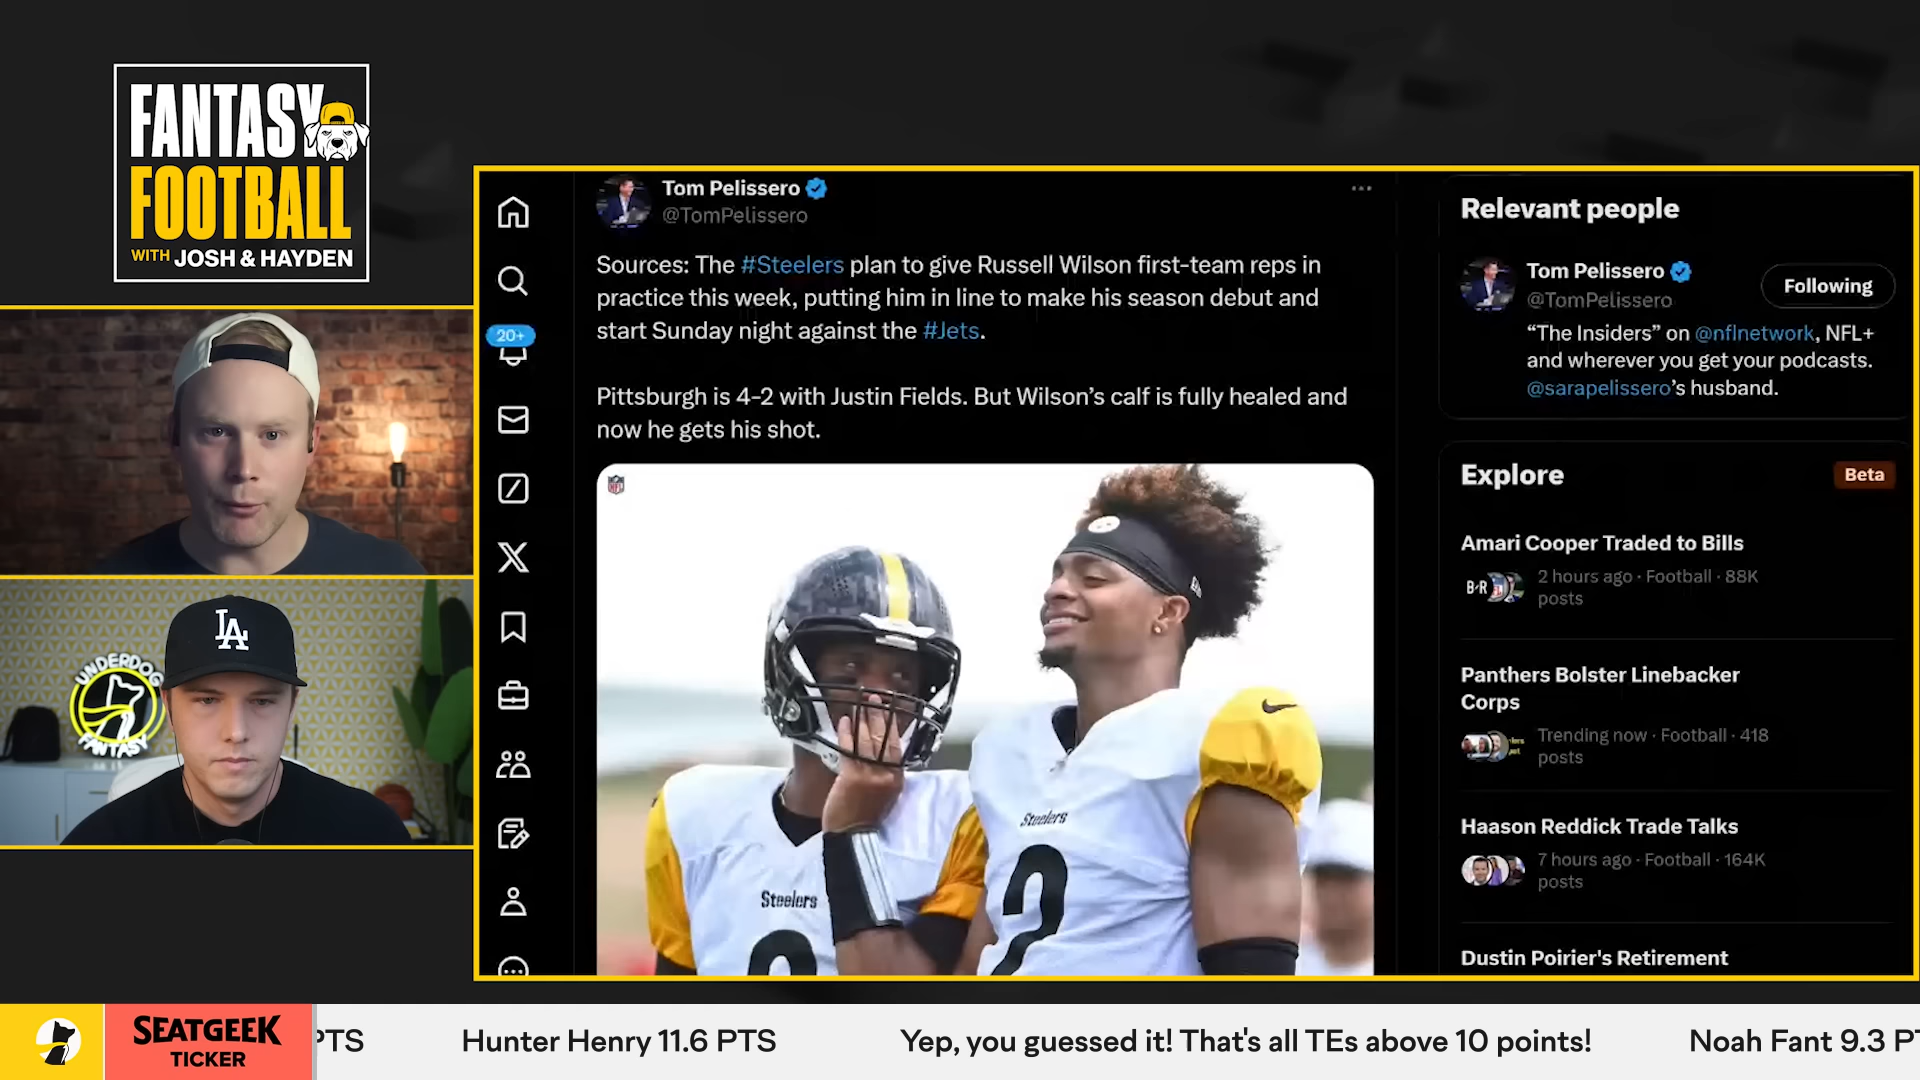 FANTASY
FOOTBALL
WITH JOSH & HAYDEN
UNDERDOG
FANTASY
LA
20+
Tom Pelissero
@TomPelissero
Sources: The #Steelers plan to give Russell Wilson first-team reps in
practice this week, putting him in line to make his season debut and
start Sunday night against the #Jets.
Pittsburgh is 4-2 with Justin Fields. But Wilson’s calf is fully healed and
now he gets his shot.
NFL
Steelers
Steelers
2
Relevant people
Tom Pelissero
@TomPelissero
Following
“The Insiders” on @nflnetwork, NFL+
and wherever you get your podcasts.
@sarapelissero’s husband.
Explore
Beta
Amari Cooper Traded to Bills
B/R
2 hours ago · Football · 88K
posts
Panthers Bolster Linebacker
Corps
Trending now · Football · 418
posts
Haason Reddick Trade Talks
7 hours ago · Football · 164K
posts
Dustin Poirier's Retirement
SEATGEEK
TICKER
PTS Hunter Henry 11.6 PTS Yep, you guessed it! That's all TEs above 10 points! Noah Fant 9.3 P